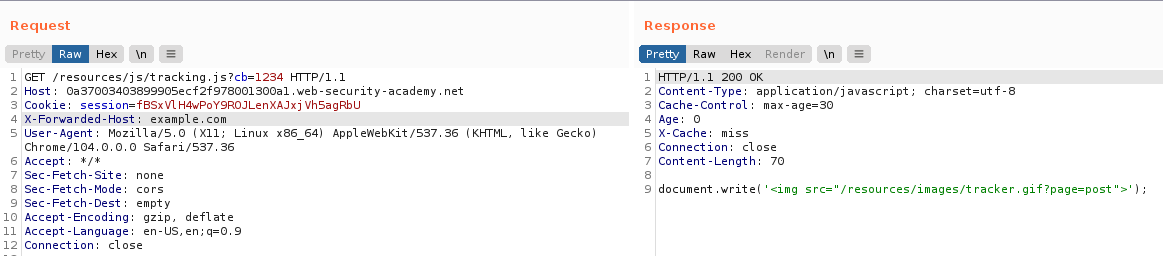 Request
Pretty Raw Hex \n ≡
1 GET /resources/js/tracking.js?cb=1234 HTTP/1.1
2 Host: 0a37003403899905ecf2f978001300a1.web-security-academy.net
3 Cookie: session=fBSxVlH4wPoY9ROJLenXAJxjVh5agRbU
4 X-Forwarded-Host: example.com
5 User-Agent: Mozilla/5.0 (X11; Linux x86_64) AppleWebKit/537.36 (KHTML, like Gecko)
Chrome/104.0.0.0 Safari/537.36
6 Accept: */*
7 Sec-Fetch-Site: none
8 Sec-Fetch-Mode: cors
9 Sec-Fetch-Dest: empty
10 Accept-Encoding: gzip, deflate
11 Accept-Language: en-US,en;q=0.9
12 Connection: close
Response
Pretty Raw Hex Render \n ≡
1 HTTP/1.1 200 OK
2 Content-Type: application/javascript; charset=utf-8
3 Cache-Control: max-age=30
4 Age: 0
5 X-Cache: miss
6 Connection: close
7 Content-Length: 70
8
9 document.write('<img src="/resources/images/tracker.gif?page=post">');